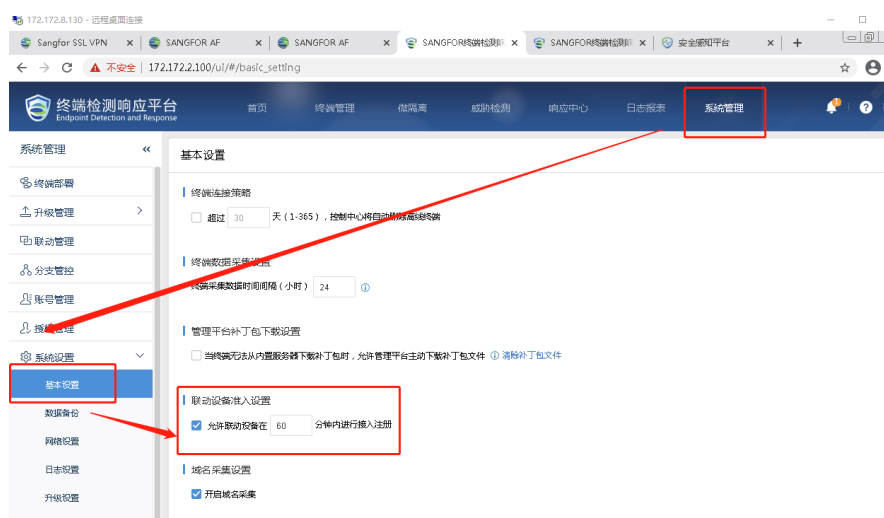 172.172.8.130 - 远程桌面连接
Sangfor SSL VPN
SANGFOR AF
SANGFOR AF
SANGFOR终端检测响
SANGFOR终端检测响
安全感知平台
不安全 | 172.172.2.100/ui/#/basic_setting
终端检测响应平台
Endpoint Detection and Response
首页
终端管理
微隔离
威胁检测
响应中心
日志报表
系统管理
系统管理
终端部署
升级管理
联动管理
分支管控
账号管理
系统设置
基本设置
数据备份
网络设置
日志设置
升级设置
基本设置
终端连接策略
超过 30 天（1-365），控制中心将自动删除离线终端
终端数据采集设置
终端采集数据时间间隔（小时） 24
管理平台补丁包下载设置
当终端无法从内置服务器下载补丁包时，允许管理平台主动下载补丁包文件 清除补丁包文件
联动设备准入设置
允许联动设备在 60 分钟内进行接入注册
域名采集设置
开启域名采集